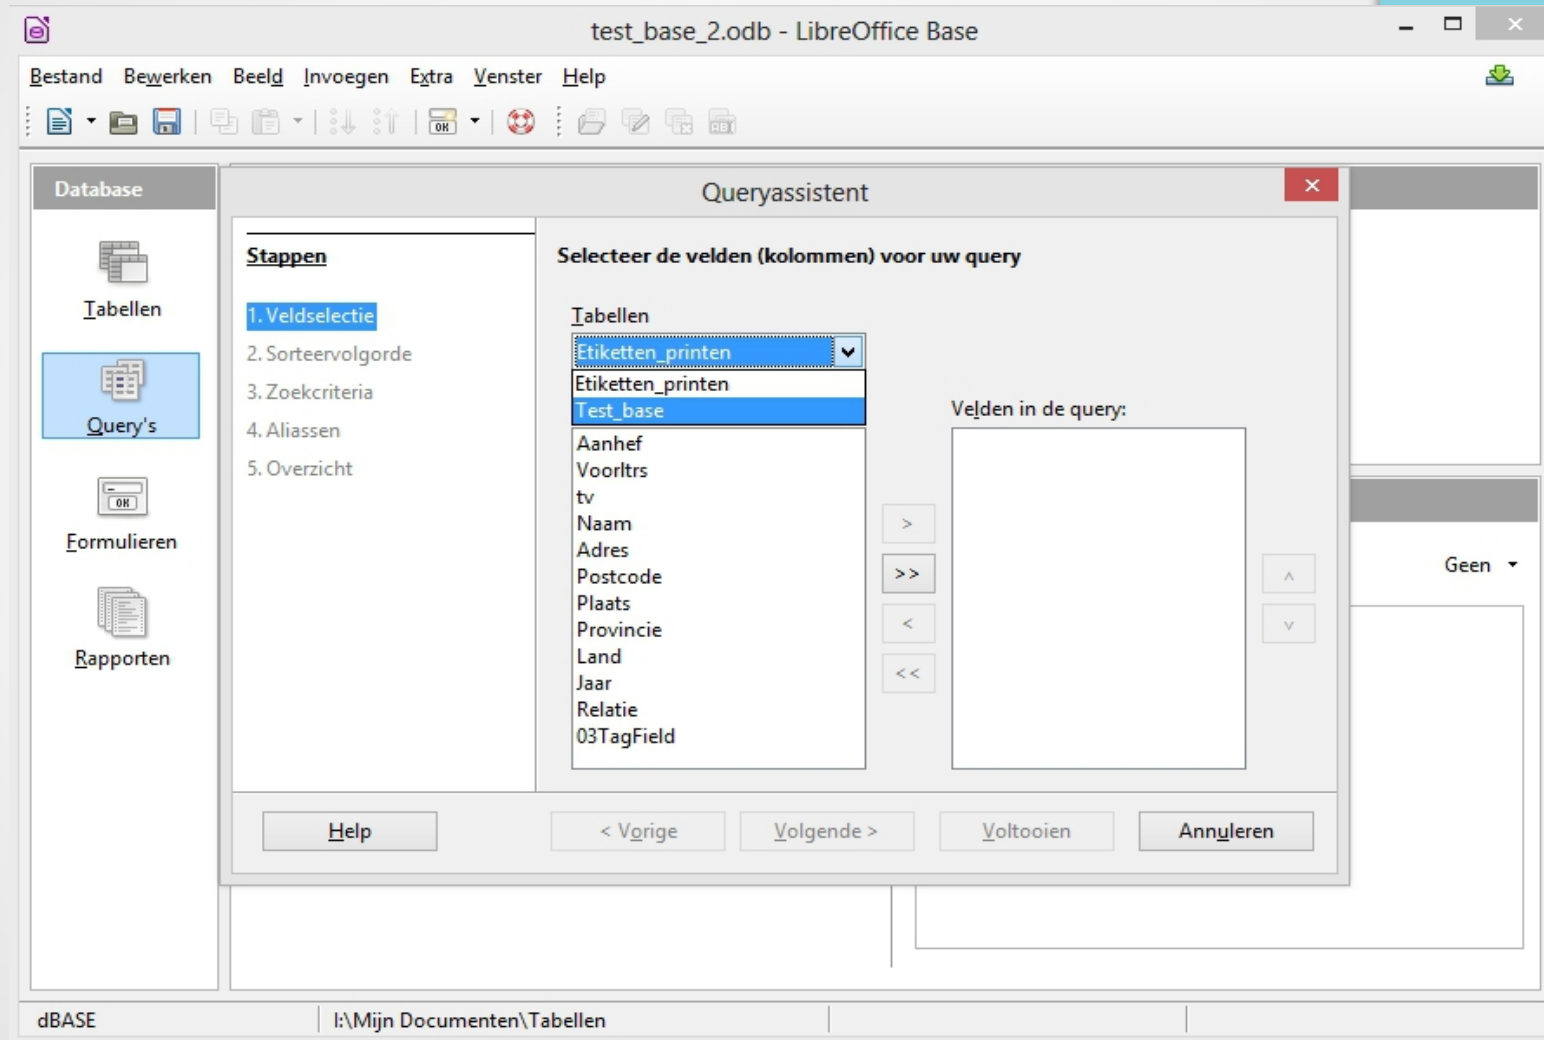 test_base_2.odb - LibreOffice Base
Bestand Bewerken Beeld Invoegen Extra Venster Help
OK
ABI
Database
Tabellen
Query's
OK
Formulieren
Rapporten
Queryassistent
Stappen
1. Veldselectie
2. Sorteervolgorde
3. Zoekcriteria
4. Aliassen
5. Overzicht
Selecteer de velden (kolommen) voor uw query
Tabellen
Etiketten_printen
Etiketten_printen
Test_base
Aanhef
Voorltrs
tv
Naam
Adres
Postcode
Plaats
Provincie
Land
Jaar
Relatie
03TagField
>
>>
<
<<
Velden in de query:
Geen
Help
< Vorige
Volgende >
Voltooien
Annuleren
dBASE
I:\Mijn Documenten\Tabellen